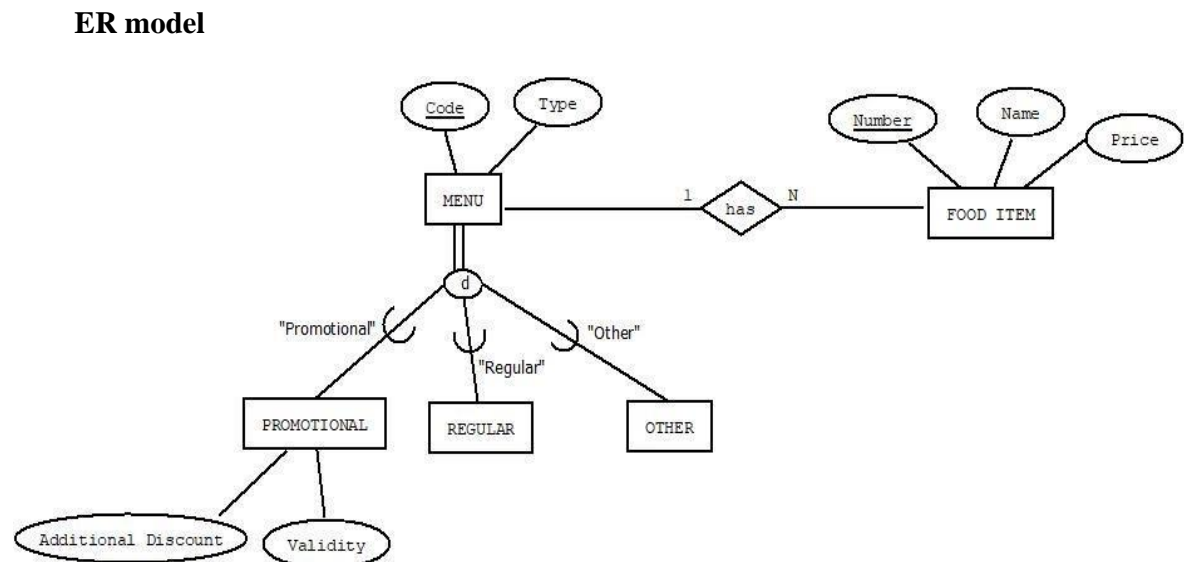 ER model
Code
Type
Number
Name
Price
MENU
1
has
N
FOOD ITEM
d
"Promotional"
"Other"
"Regular"
PROMOTIONAL
REGULAR
OTHER
Additional Discount
Validity